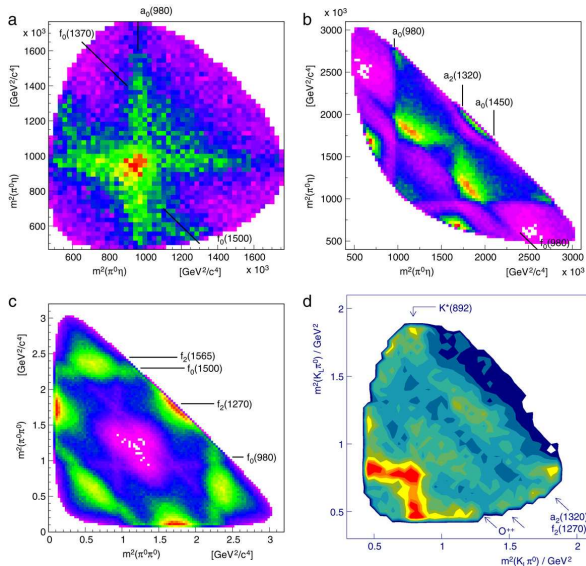 a
a₀(980)
f₀(1370)
x 10³
[GeV²/c⁴]
1600
1400
1200
1000
800
600
m²(π⁰η)
f₀(1500)
600 800 1000 1200 1400 1600
x 10³
m²(π⁰η) [GeV²/c⁴]
b
x 10³
[GeV²/c⁴]
a₀(980)
a₂(1320)
a₀(1450)
3000
2500
2000
1500
1000
500
m²(π⁰η)
f₀(980)
500 1000 1500 2000 2500 3000
x 10³
m²(π⁰η) [GeV²/c⁴]
c
[GeV²/c⁴]
3
2.5
2
1.5
1
0.5
0
m²(π⁰π⁰)
f₂(1565)
f₀(1500)
f₂(1270)
f₀(980)
0 0.5 1 1.5 2 2.5 3
m²(π⁰π⁰) [GeV²/c⁴]
d
K*(892)
m²(K_L π⁰) / GeV²
2
1.5
1
0.5
a₂(1320)
f₂(1270)
O⁺⁺
0.5 1 1.5 2
m²(K_L π⁰) / GeV²